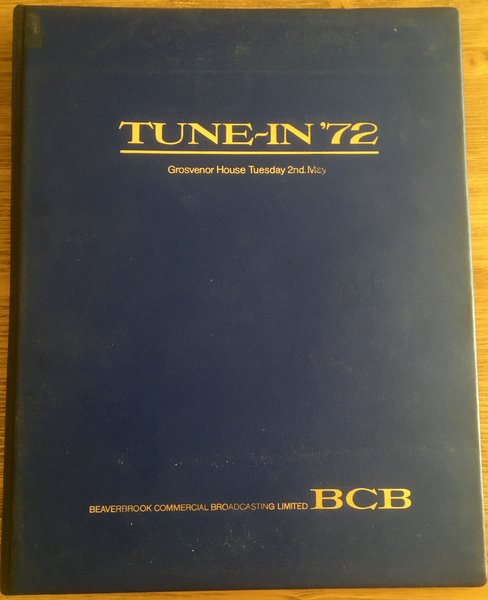 TUNE-IN '72
Grosvenor House Tuesday 2nd. May
BEAVERBROOK COMMERCIAL BROADCASTING LIMITED BCB